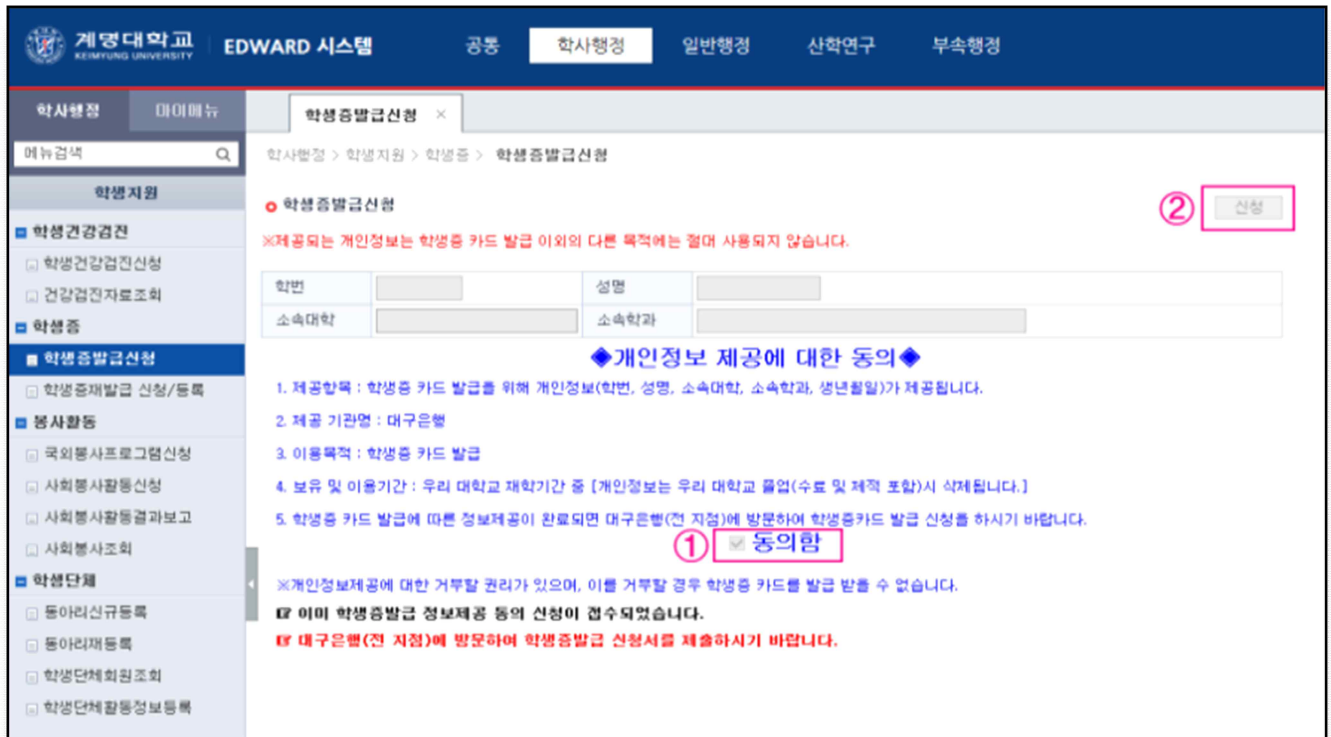 계명대학교
KEIMYUNG UNIVERSITY
EDWARD 시스템
공통 학사행정 일반행정 산학연구 부속행정
학사행정 마이메뉴
학생증발급신청 ×
메뉴검색
학사행정 > 학생지원 > 학생증 > 학생증발급신청
학생지원
학생증발급신청
② 신청
학생건강검진
※제공되는 개인정보는 학생증 카드 발급 이외의 다른 목적에는 절대 사용되지 않습니다.
학생건강검진신청
건강검진자료조회
학번 성명
학생증
소속대학 소속학과
학생증발급신청
◆개인정보 제공에 대한 동의◆
학생증재발급 신청/등록
1. 제공항목 : 학생증 카드 발급을 위해 개인정보(학번, 성명, 소속대학, 소속학과, 생년월일)가 제공됩니다.
봉사활동
2. 제공 기관명 : 대구은행
국외봉사프로그램신청
3. 이용목적 : 학생증 카드 발급
사회봉사활동신청
4. 보유 및 이용기간 : 우리 대학교 재학기간 중 [개인정보는 우리 대학교 졸업(수료 및 제적 포함)시 삭제됩니다.]
사회봉사활동결과보고
5. 학생증 카드 발급에 따른 정보제공이 완료되면 대구은행(전 지점)에 방문하여 학생증카드 발급 신청을 하시기 바랍니다.
사회봉사조회
① 동의함
학생단체
※개인정보제공에 대한 거부할 권리가 있으며, 이를 거부할 경우 학생증 카드를 발급 받을 수 없습니다.
동아리신규등록
☞ 이미 학생증발급 정보제공 동의 신청이 접수되었습니다.
동아리재등록
☞ 대구은행(전 지점)에 방문하여 학생증발급 신청서를 제출하시기 바랍니다.
학생단체회원조회
학생단체활동정보등록